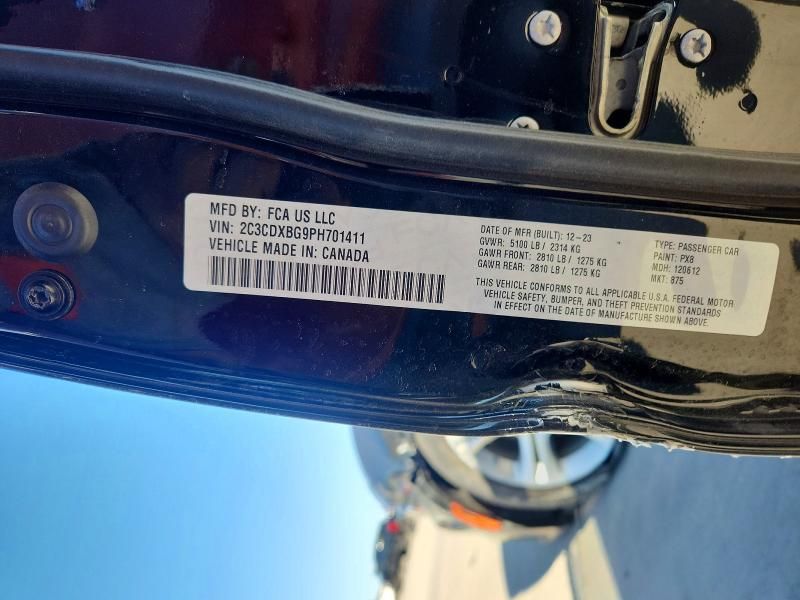 MFD BY: FCA US LLC
VIN: 2C3CDXBG9PH701411
VEHICLE MADE IN: CANADA
DATE OF MFR (BUILT): 12-23
GVWR: 5100 LB / 2314 KG
GAWR FRONT: 2810 LB / 1275 KG
GAWR REAR: 2810 LB / 1275 KG
TYPE: PASSENGER CAR
PAINT: PX8
MDH: 120612
MKT: 875
THIS VEHICLE CONFORMS TO ALL APPLICABLE U.S.A. FEDERAL MOTOR
VEHICLE SAFETY, BUMPER, AND THEFT PREVENTION STANDARDS
IN EFFECT ON THE DATE OF MANUFACTURE SHOWN ABOVE.